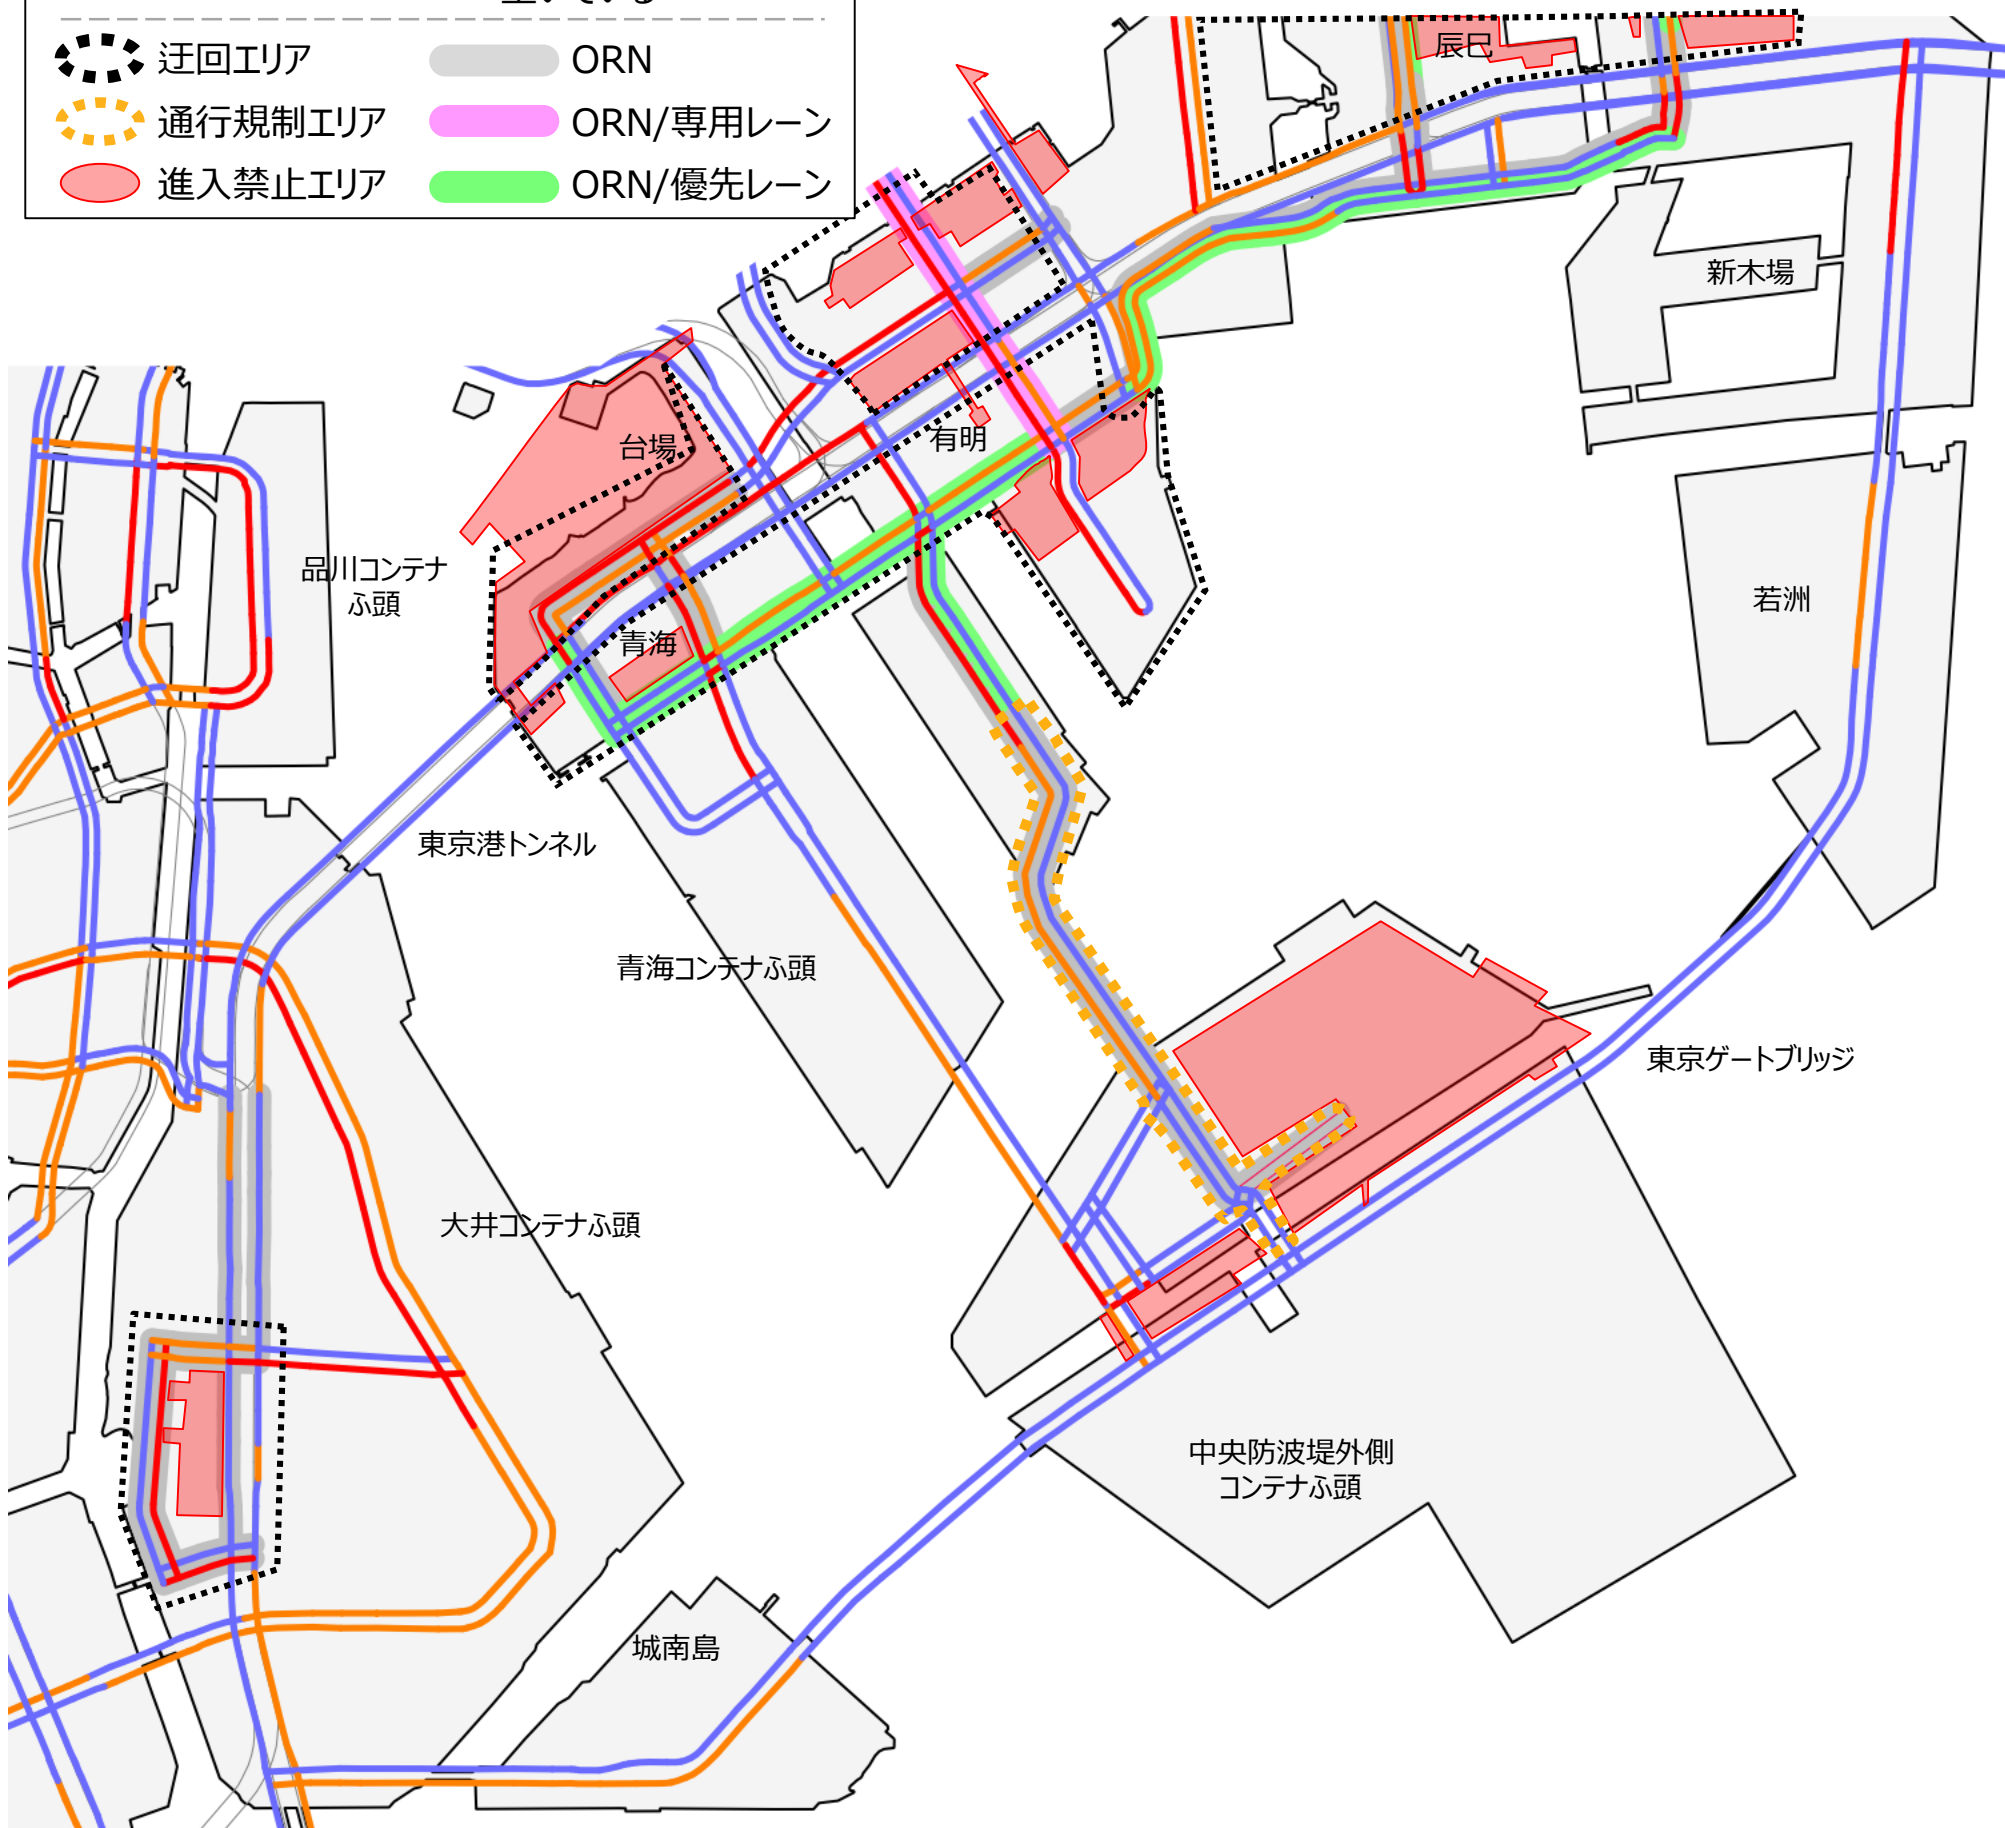 空いている
迂回エリア
ORN
通行規制エリア
ORN/専用レーン
進入禁止エリア
ORN/優先レーン
辰巳
新木場
有明
台場
品川コンテナ
ふ頭
若洲
青海
東京港トンネル
青海コンテナふ頭
東京ゲートブリッジ
大井コンテナふ頭
中央防波堤外側
コンテナふ頭
城南島